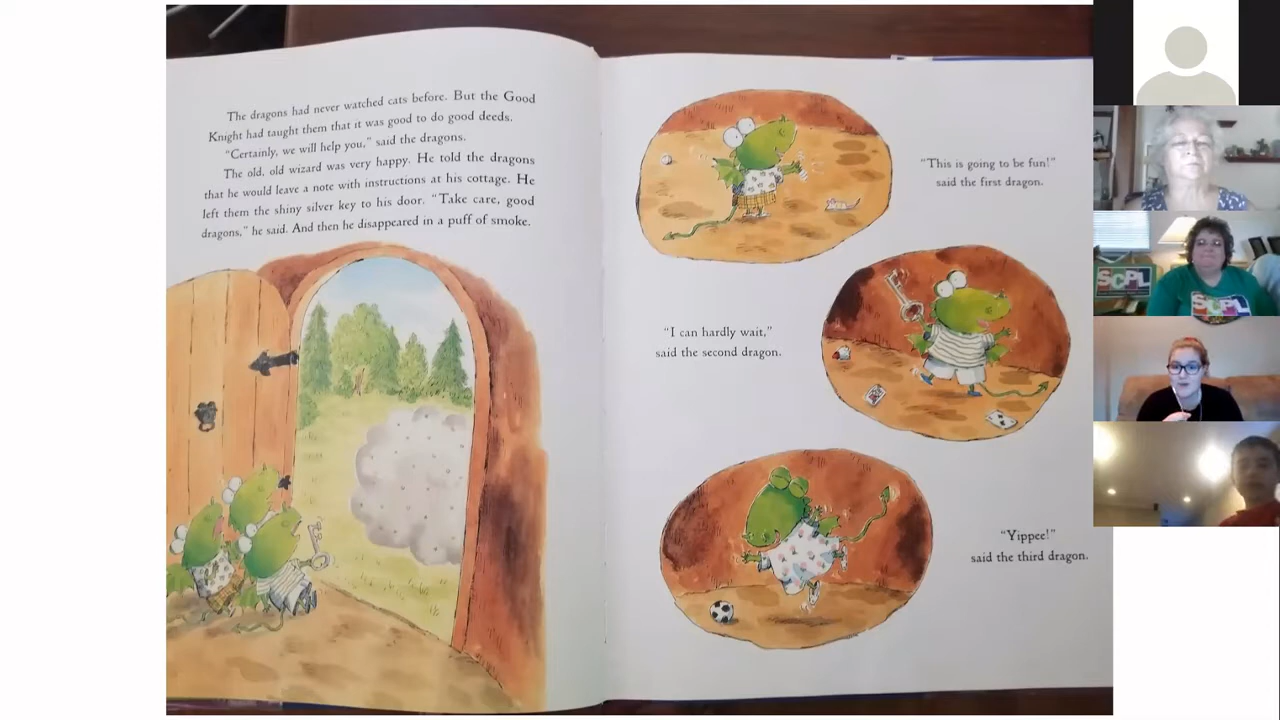 The dragons had never watched cats before. But the Good
Knight had taught them that it was good to do good deeds.
"Certainly, we will help you," said the dragons.
The old, old wizard was very happy. He told the dragons
that he would leave a note with instructions at his cottage. He
left them the shiny silver key to his door. "Take care, good
dragons," he said. And then he disappeared in a puff of smoke.
"This is going to be fun!"
said the first dragon.
"I can hardly wait,"
said the second dragon.
"Yippee!"
said the third dragon.
SCPL
SCPL